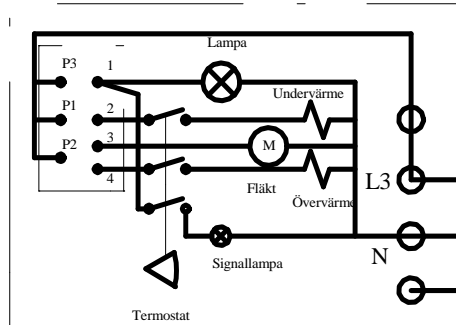 Lampa
P3 1
Undervärme
P1 2
3
M
P2
4
Fläkt
Övervärme
L3
N
Signallampa
Termostat